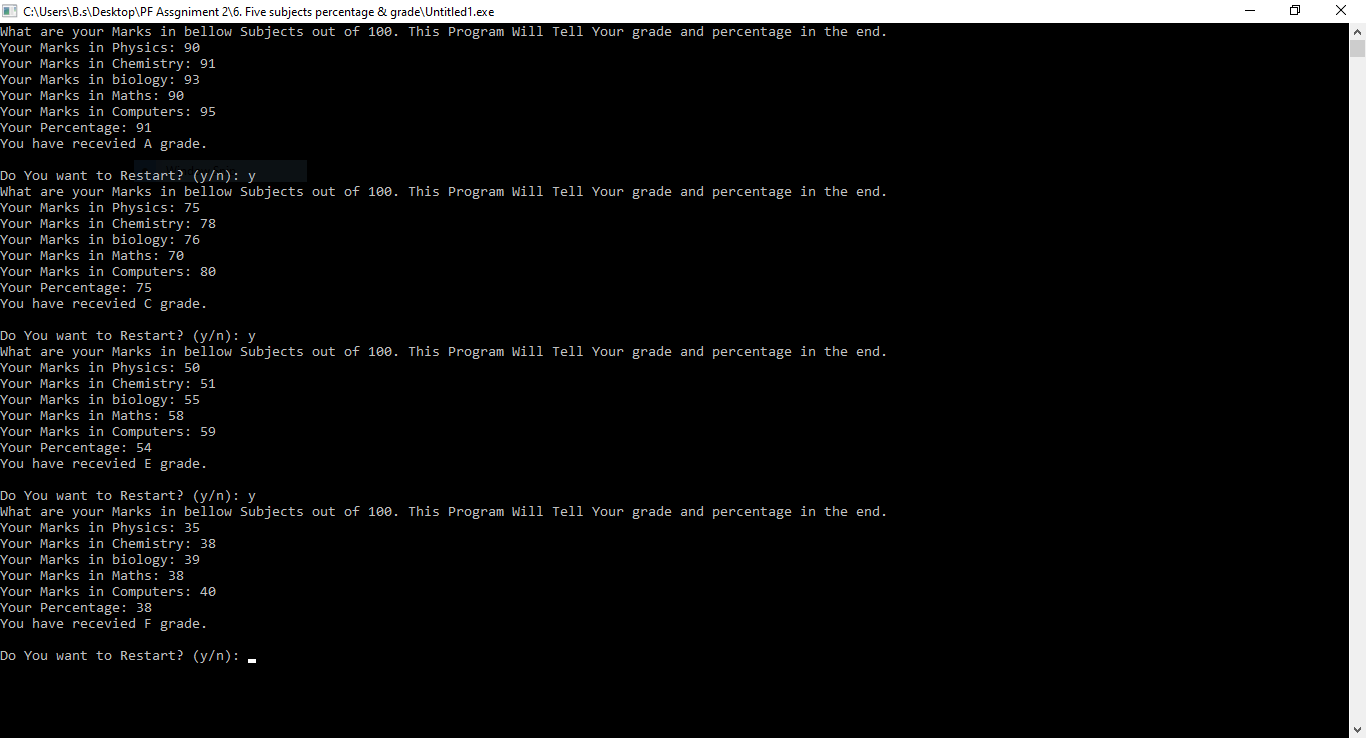 C:\Users\B.s\Desktop\PF Assgniment 2\6. Five subjects percentage & grade\Untitled1.exe
What are your Marks in bellow Subjects out of 100. This Program Will Tell Your grade and percentage in the end.
Your Marks in Physics: 90
Your Marks in Chemistry: 91
Your Marks in biology: 93
Your Marks in Maths: 90
Your Marks in Computers: 95
Your Percentage: 91
You have recevied A grade.
Do You want to Restart? (y/n): y
What are your Marks in bellow Subjects out of 100. This Program Will Tell Your grade and percentage in the end.
Your Marks in Physics: 75
Your Marks in Chemistry: 78
Your Marks in biology: 76
Your Marks in Maths: 70
Your Marks in Computers: 80
Your Percentage: 75
You have recevied C grade.
Do You want to Restart? (y/n): y
What are your Marks in bellow Subjects out of 100. This Program Will Tell Your grade and percentage in the end.
Your Marks in Physics: 50
Your Marks in Chemistry: 51
Your Marks in biology: 55
Your Marks in Maths: 58
Your Marks in Computers: 59
Your Percentage: 54
You have recevied E grade.
Do You want to Restart? (y/n): y
What are your Marks in bellow Subjects out of 100. This Program Will Tell Your grade and percentage in the end.
Your Marks in Physics: 35
Your Marks in Chemistry: 38
Your Marks in biology: 39
Your Marks in Maths: 38
Your Marks in Computers: 40
Your Percentage: 38
You have recevied F grade.
Do You want to Restart? (y/n):